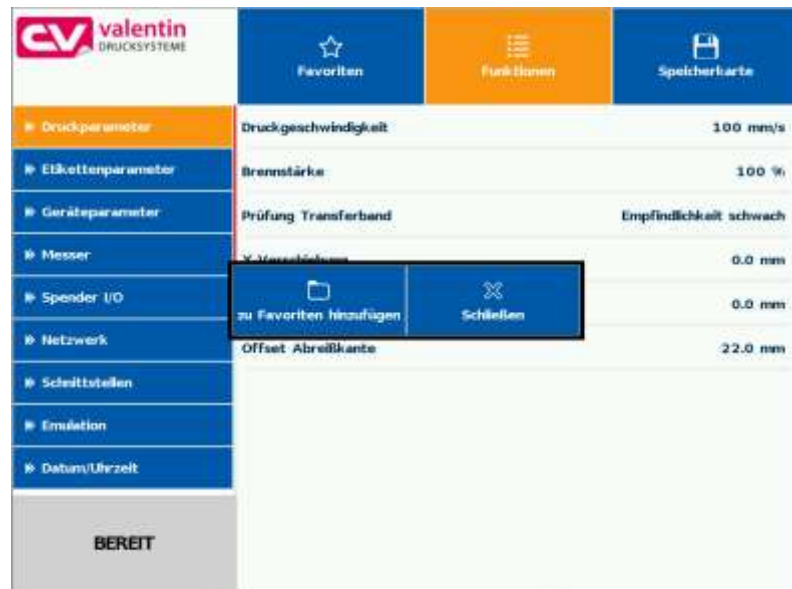 valentin
DRUCKSYSTEME
Favoriten
Funktionen
Speicherkarte
Druckparameter
Etikettenparameter
Geräteparameter
Messer
Spender I/O
Netzwerk
Schnittstellen
Emulation
Datum/Uhrzeit
BEREIT
Druckgeschwindigkeit 100 mm/s
Brennstärke 100 %
Prüfung Transferband Empfindlichkeit schwach
X-Verschiebung 0.0 mm
0.0 mm
zu Favoriten hinzufügen Schließen
Offset Abreißkante 22.0 mm